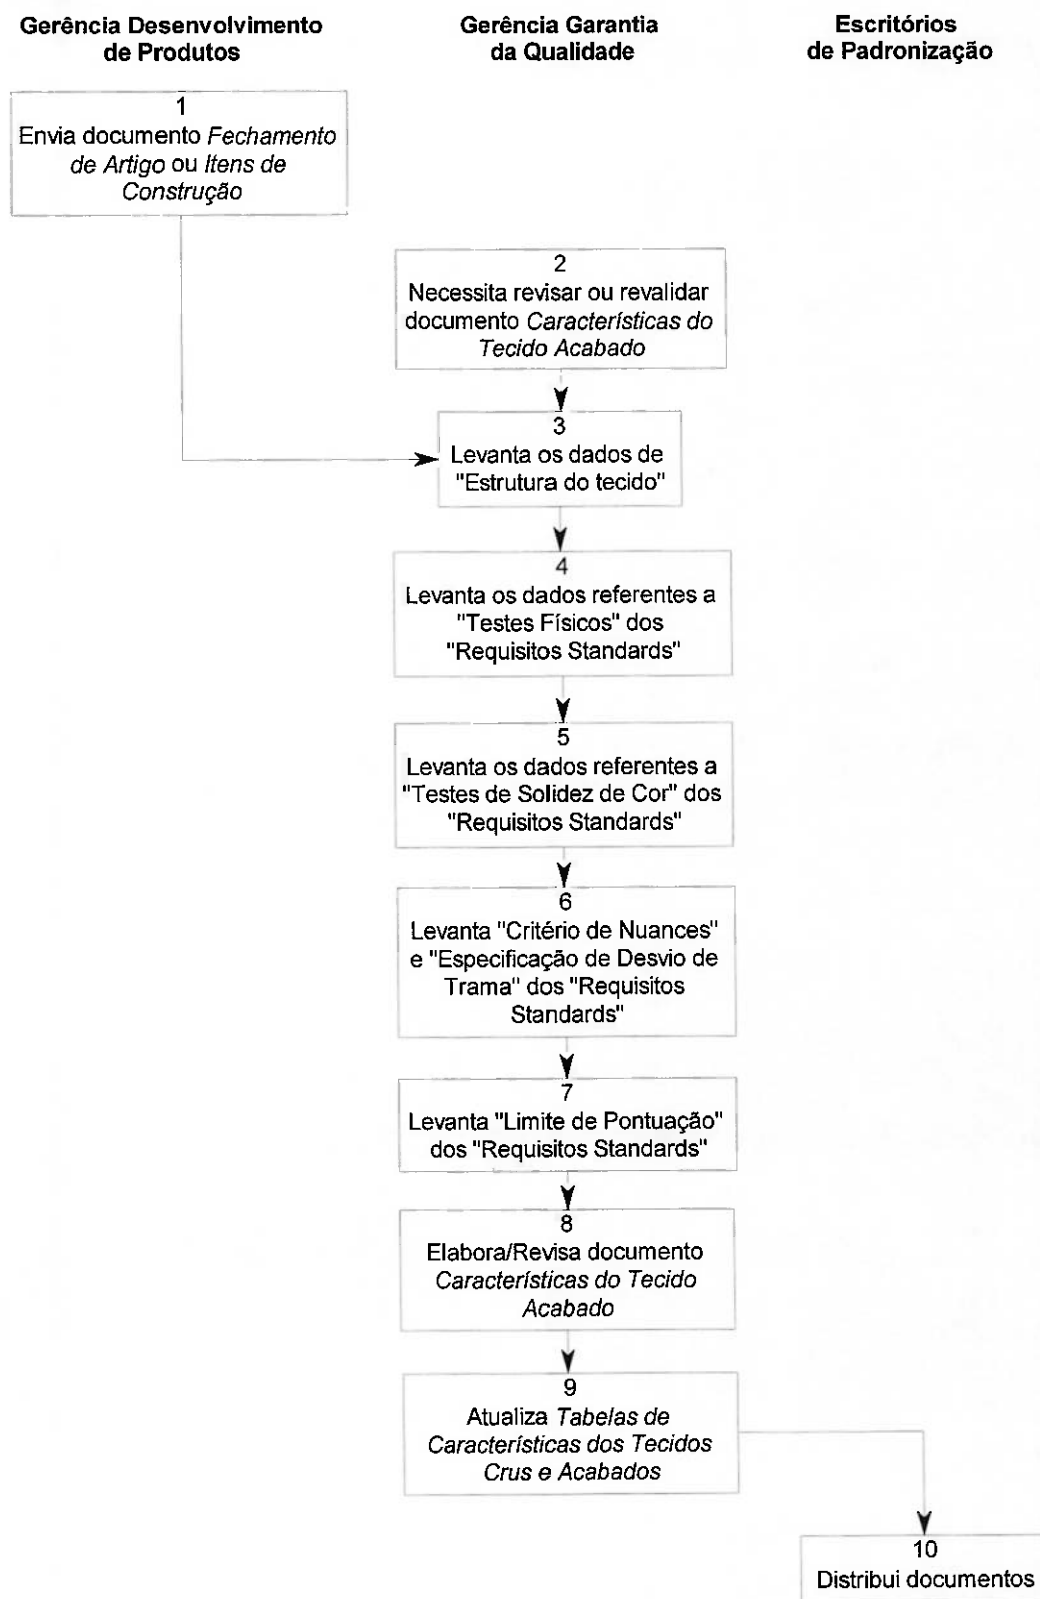 Gerência Desenvolvimento
de Produtos
Gerência Garantia
da Qualidade
Escritórios
de Padronização
1
Envia documento Fechamento
de Artigo ou Itens de
Construção
2
Necessita revisar ou revalidar
documento Características do
Tecido Acabado
3
Levanta os dados de
"Estrutura do tecido"
4
Levanta os dados referentes a
"Testes Físicos" dos
"Requisitos Standards"
5
Levanta os dados referentes a
"Testes de Solidez de Cor" dos
"Requisitos Standards"
6
Levanta "Critério de Nuances"
e "Especificação de Desvio de
Trama" dos "Requisitos
Standards"
7
Levanta "Limite de Pontuação"
dos "Requisitos Standards"
8
Elabora/Revisa documento
Características do Tecido
Acabado
9
Atualiza Tabelas de
Características dos Tecidos
Crus e Acabados
10
Distribui documentos